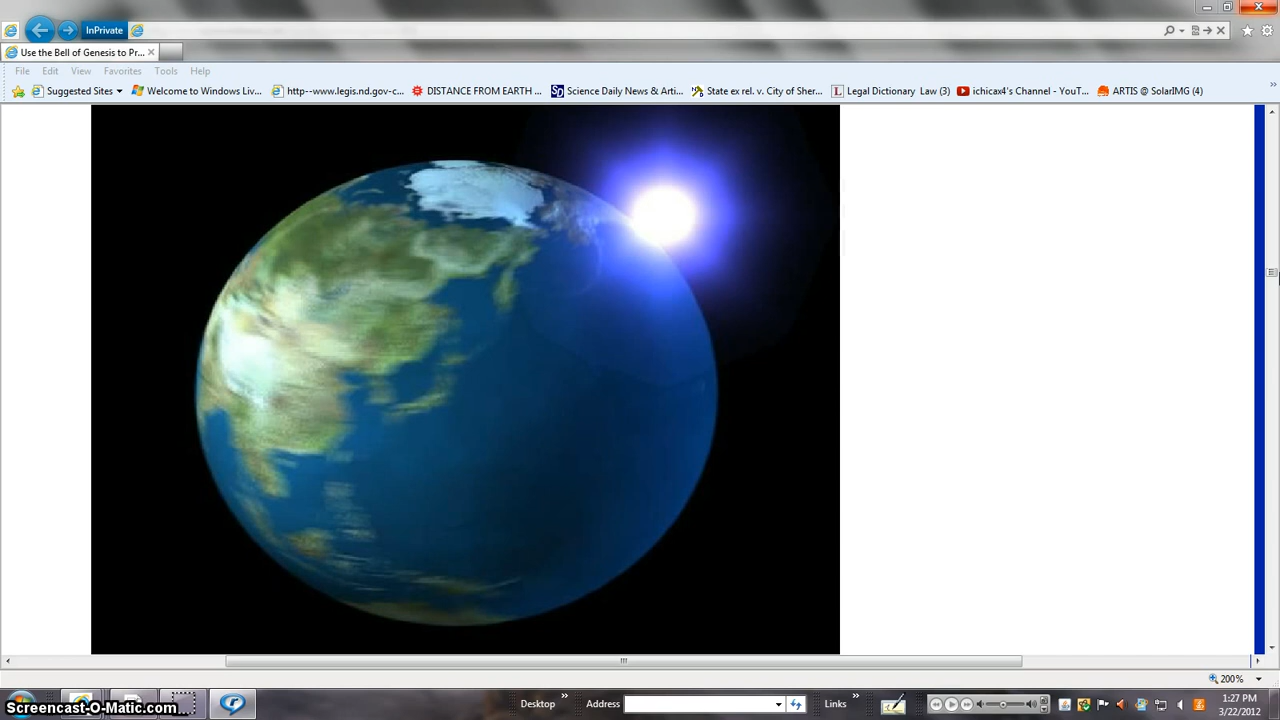 InPrivate
Use the Bell of Genesis to Pr...
File Edit View Favorites Tools Help
Suggested Sites Welcome to Windows Liv... http--www.legis.nd.gov-c... DISTANCE FROM EARTH ... Science Daily News & Arti... State ex rel. v. City of Sher... Legal Dictionary Law (3) ichicax4's Channel - YouT... ARTIS @ SolarIMG (4)
200%
Desktop Address Links 1:27 PM
3/22/2012
Screencast-O-Matic.com